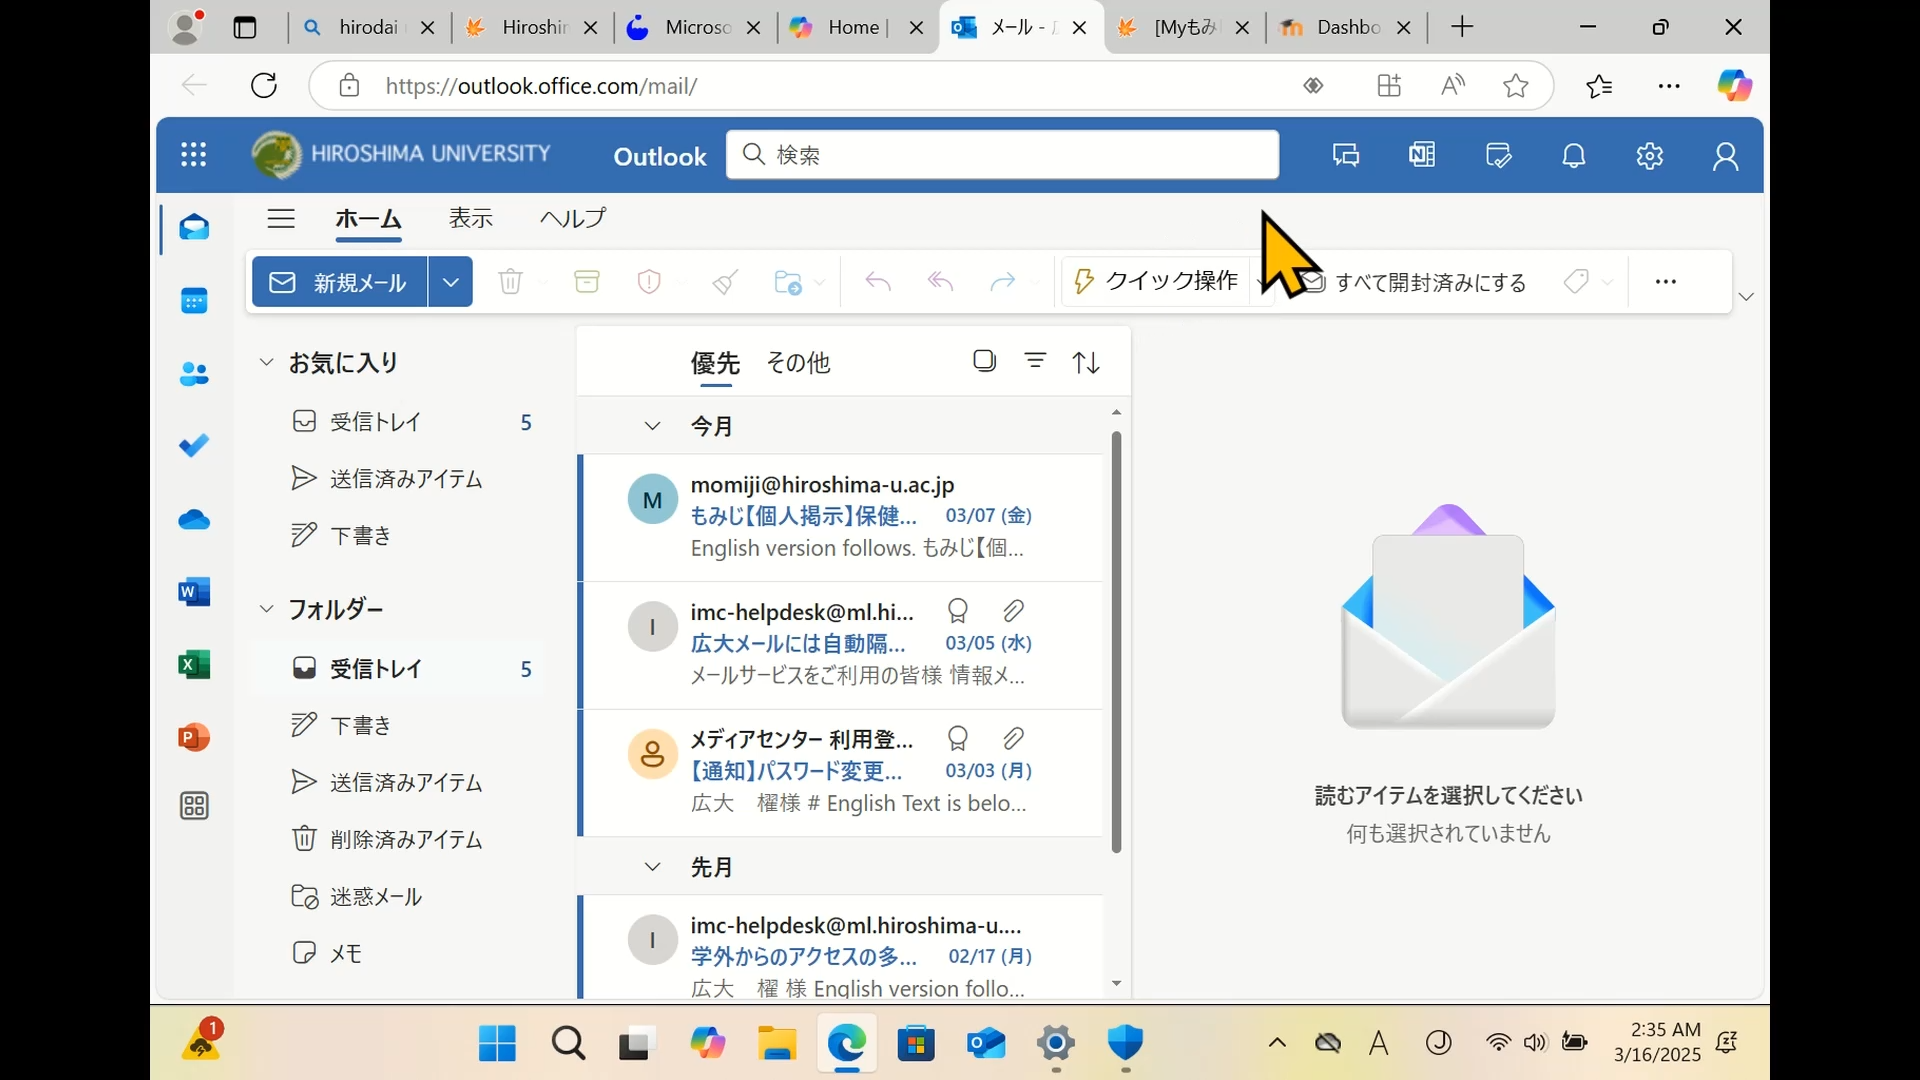 hirodai
Hiroshin
Microso
Home |
メール -
[Myもみ
Dashbo
https://outlook.office.com/mail/
HIROSHIMA UNIVERSITY
Outlook
検索
ホーム 表示 ヘルプ
新規メール
クイック操作
すべて開封済みにする
お気に入り
受信トレイ 5
送信済みアイテム
下書き
フォルダー
受信トレイ 5
下書き
送信済みアイテム
削除済みアイテム
迷惑メール
メモ
優先 その他
今月
M
momiji@hiroshima-u.ac.jp
もみじ【個人掲示】保健... 03/07 (金)
English version follows. もみじ【個...
I
imc-helpdesk@ml.hi...
広大メールには自動隔... 03/05 (水)
メールサービスをご利用の皆様 情報メ...
メディアセンター 利用登...
【通知】パスワード変更... 03/03 (月)
広大　櫂様 # English Text is belo...
先月
I
imc-helpdesk@ml.hiroshima-u....
学外からのアクセスの多... 02/17 (月)
広大　櫂 様 English version follo...
読むアイテムを選択してください
何も選択されていません
1
A
2:35 AM
3/16/2025